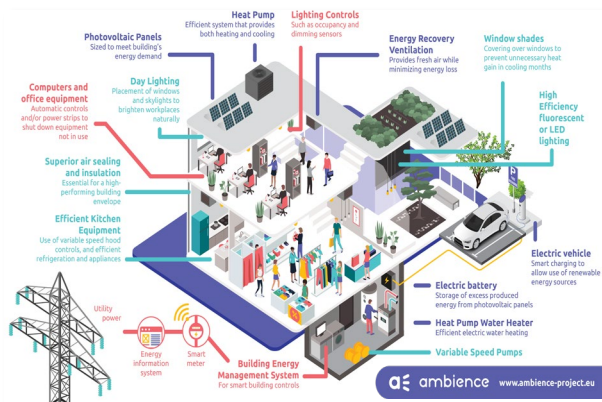 Heat Pump
Efficient system that provides
both heating and cooling
Lighting Controls
Such as occupancy and
dimming sensors
Photovoltaic Panels
Sized to meet building's
energy demand
Energy Recovery
Ventilation
Provides fresh air while
minimizing energy loss
Window shades
Covering over windows to
prevent unnecessary heat
gain in cooling months
Computers and
office equipment
Automatic controls
and/or power strips to
shut down equipment
not in use
Day Lighting
Placement of windows
and skylights to
brighten workplaces
naturally
High
Efficiency
fluorescent
or LED
lighting
Superior air sealing
and insulation
Essential for a high-
performing building
envelope
Efficient Kitchen
Equipment
Use of variable speed hood
controls, and efficient
refrigeration and appliances
Electric vehicle
Smart charging to
allow use of renewable
energy sources
Electric battery
Storage of excess produced
energy from photovoltaic panels
Heat Pump Water Heater
Efficient electric water heating
Variable Speed Pumps
Utility
power
Energy
information
system
Smart
meter
Building Energy
Management System
For smart building controls
ambience
www.ambience-project.eu